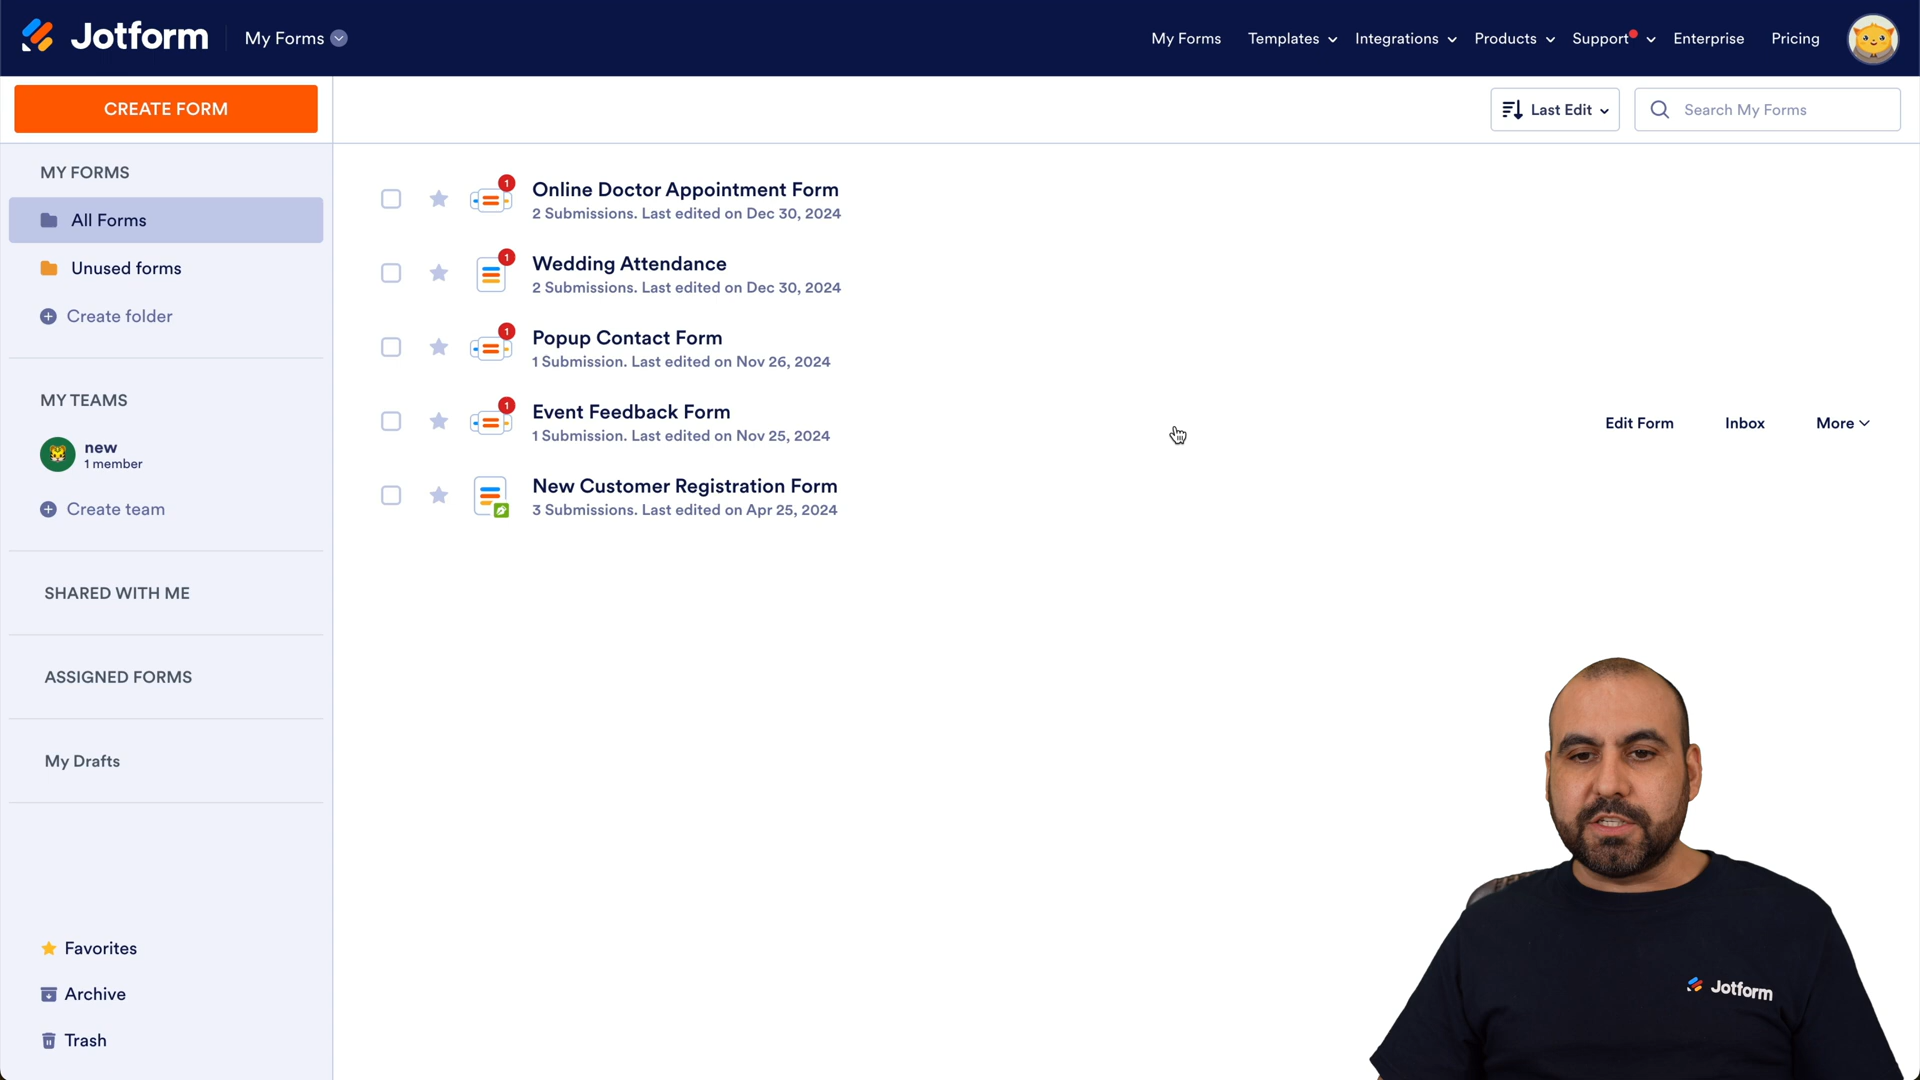 Jotform
My Forms
My Forms
Templates
Integrations
Products
Support
Enterprise
Pricing
CREATE FORM
Last Edit
Search My Forms
MY FORMS
All Forms
Unused forms
Create folder
MY TEAMS
new
1 member
Create team
SHARED WITH ME
ASSIGNED FORMS
My Drafts
Favorites
Archive
Trash
1
Online Doctor Appointment Form
2 Submissions. Last edited on Dec 30, 2024
1
Wedding Attendance
2 Submissions. Last edited on Dec 30, 2024
1
Popup Contact Form
1 Submission. Last edited on Nov 26, 2024
1
Event Feedback Form
1 Submission. Last edited on Nov 25, 2024
Edit Form
Inbox
More
New Customer Registration Form
3 Submissions. Last edited on Apr 25, 2024
Jotform